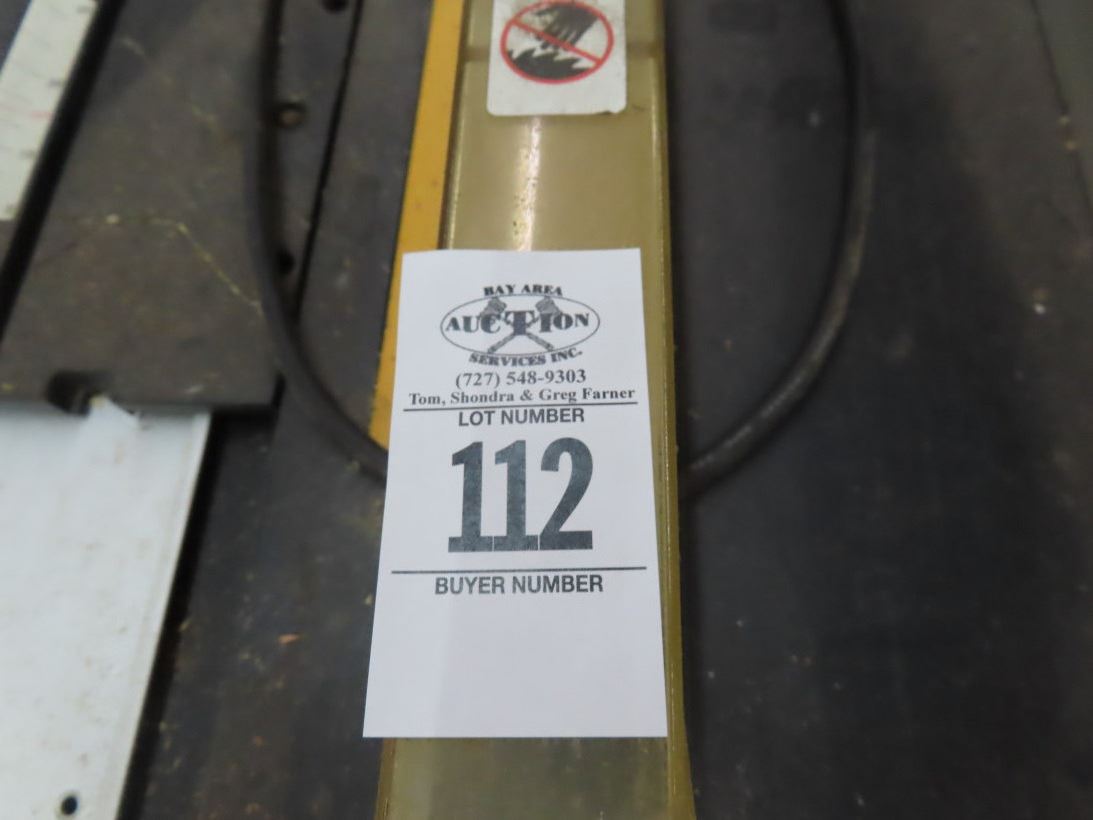 BAY AREA
AUCTION
SERVICES INC.
(727) 548-9303
Tom, Shondra & Greg Farner
LOT NUMBER
112
BUYER NUMBER